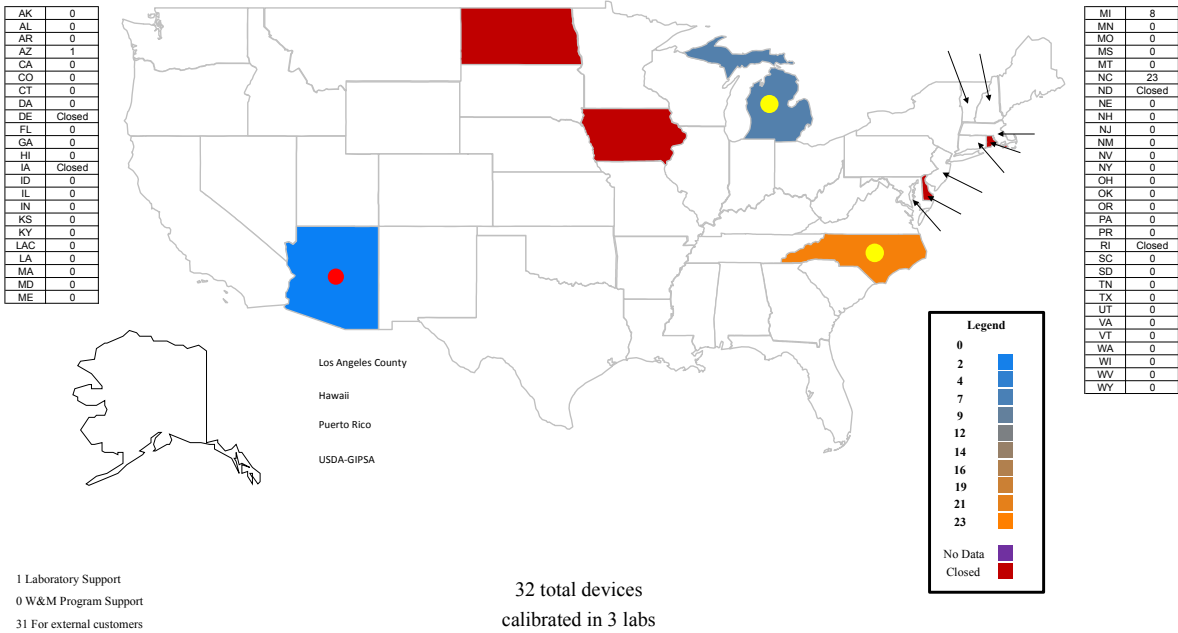 AK 0
AL 0
AR 0
AZ 1
CA 0
CO 0
CT 0
DA 0
DE Closed
FL 0
GA 0
HI 0
IA Closed
ID 0
IL 0
IN 0
KS 0
KY 0
LAC 0
LA 0
MA 0
MD 0
ME 0
MI 8
MN 0
MO 0
MS 0
MT 0
NC 23
ND Closed
NE 0
NH 0
NJ 0
NM 0
NV 0
NY 0
OH 0
OK 0
OR 0
PA 0
PR 0
RI Closed
SC 0
SD 0
TN 0
TX 0
UT 0
VA 0
VT 0
WA 0
WI 0
WV 0
WY 0
Los Angeles County
Hawaii
Puerto Rico
USDA-GIPSA
Legend
0
2
4
7
9
12
14
16
19
21
23
No Data
Closed
1 Laboratory Support
0 W&M Program Support
31 For external customers
32 total devices
calibrated in 3 labs